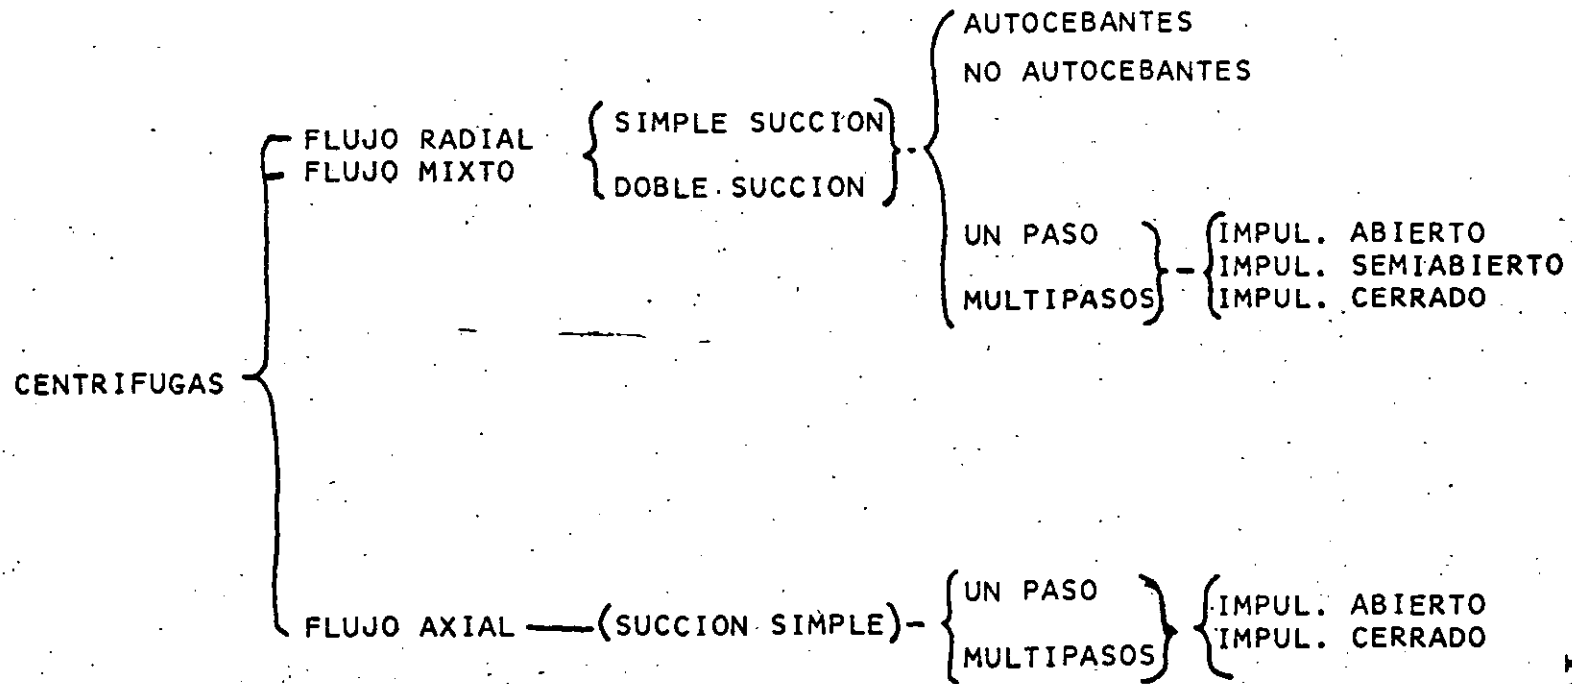 AUTOCEBANTES
NO AUTOCEBANTES
FLUJO RADIAL
FLUJO MIXTO
SIMPLE SUCCION
DOBLE SUCCION
UN PASO
MULTIPASOS
IMPUL. ABIERTO
IMPUL. SEMIABIERTO
IMPUL. CERRADO
CENTRIFUGAS
FLUJO AXIAL
(SUCCION SIMPLE)
UN PASO
MULTIPASOS
IMPUL. ABIERTO
IMPUL. CERRADO